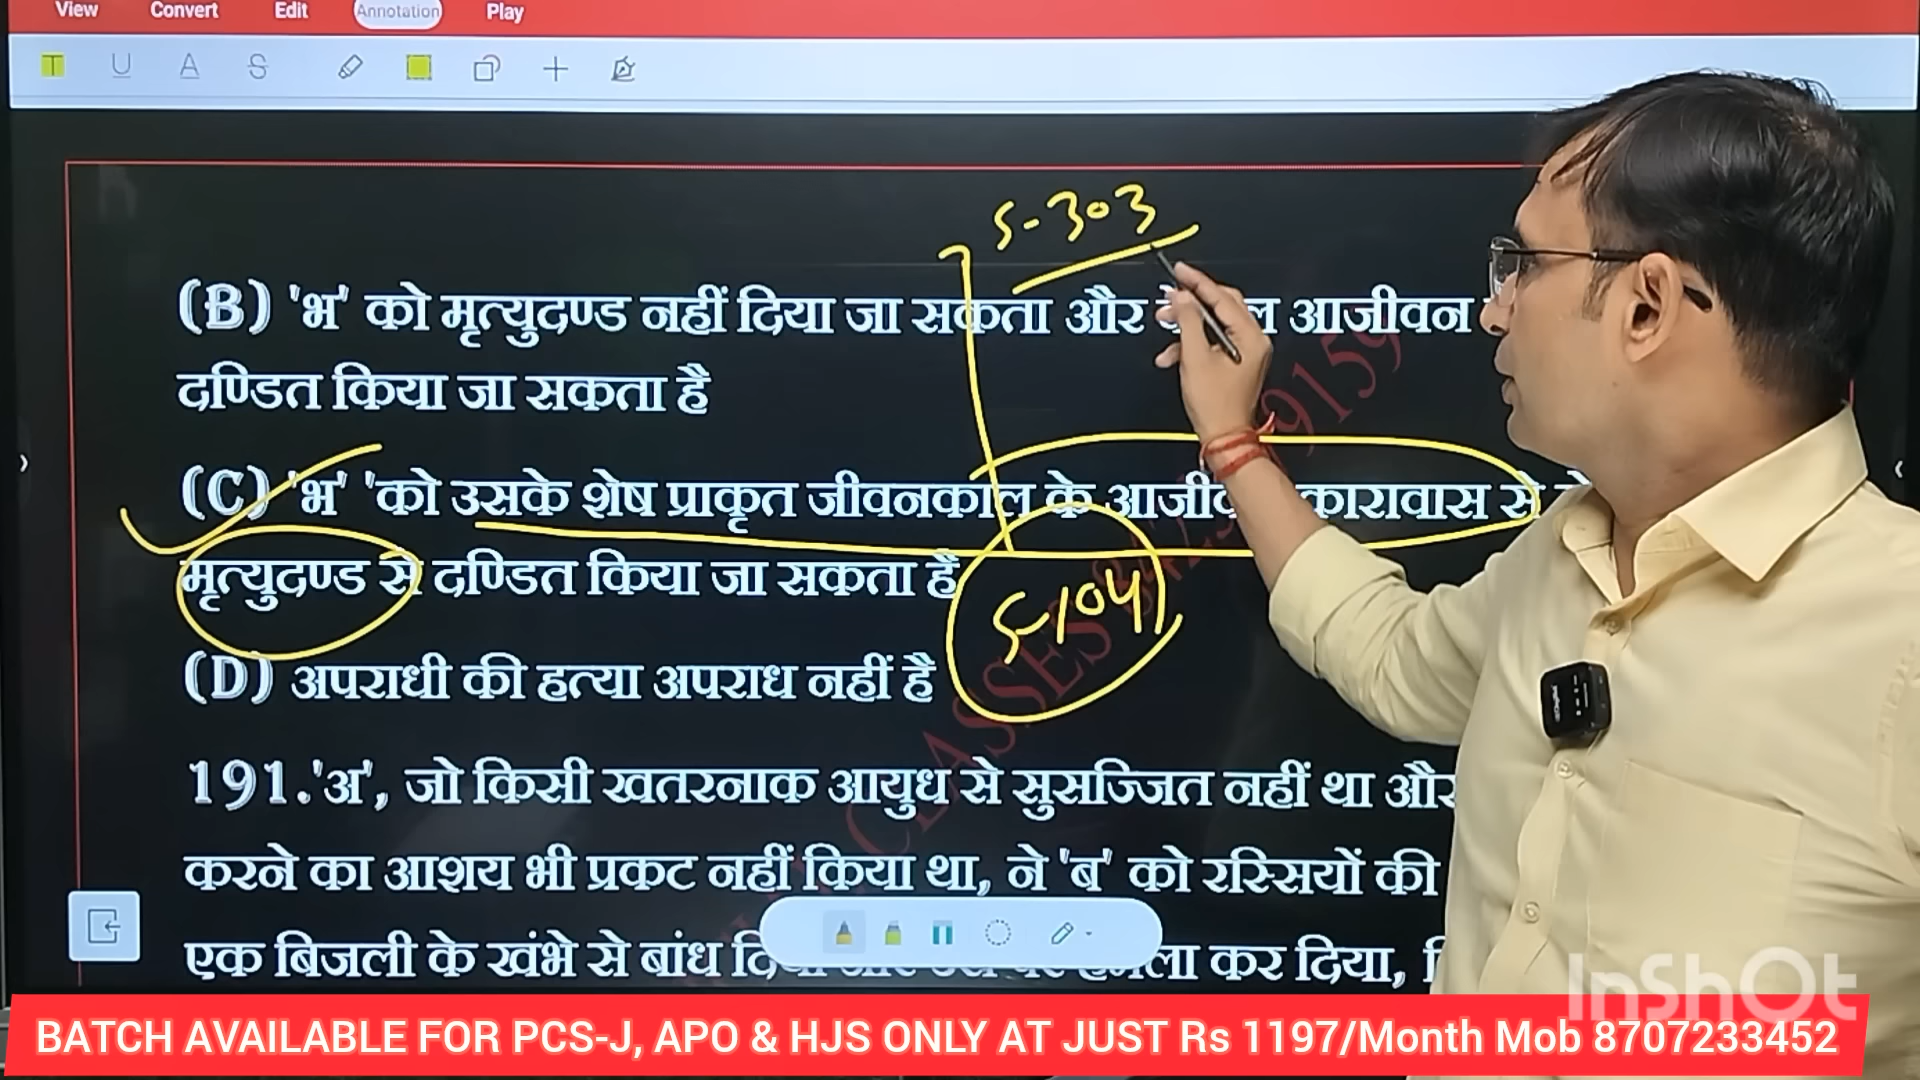 View Convert Edit Annotation Play
T U A S
S-303
(B) 'भ' को मृत्युदण्ड नहीं दिया जा सकता और आजीवन
दण्डित किया जा सकता है
(C) 'भ' 'को उसके शेष प्राकृत जीवनकाल के कारावास से
मृत्युदण्ड से दण्डित किया जा सकता है
S-104
(D) अपराधी की हत्या अपराध नहीं है
191.'अ', जो किसी खतरनाक आयुध से सुसज्जित नहीं था और
करने का आशय भी प्रकट नहीं किया था, ने 'ब' को रस्सियों की
एक बिजली के खंभे से बांध कर दिया,
CLASSES 9159
InShOt
BATCH AVAILABLE FOR PCS-J, APO & HJS ONLY AT JUST Rs 1197/Month Mob 8707233452